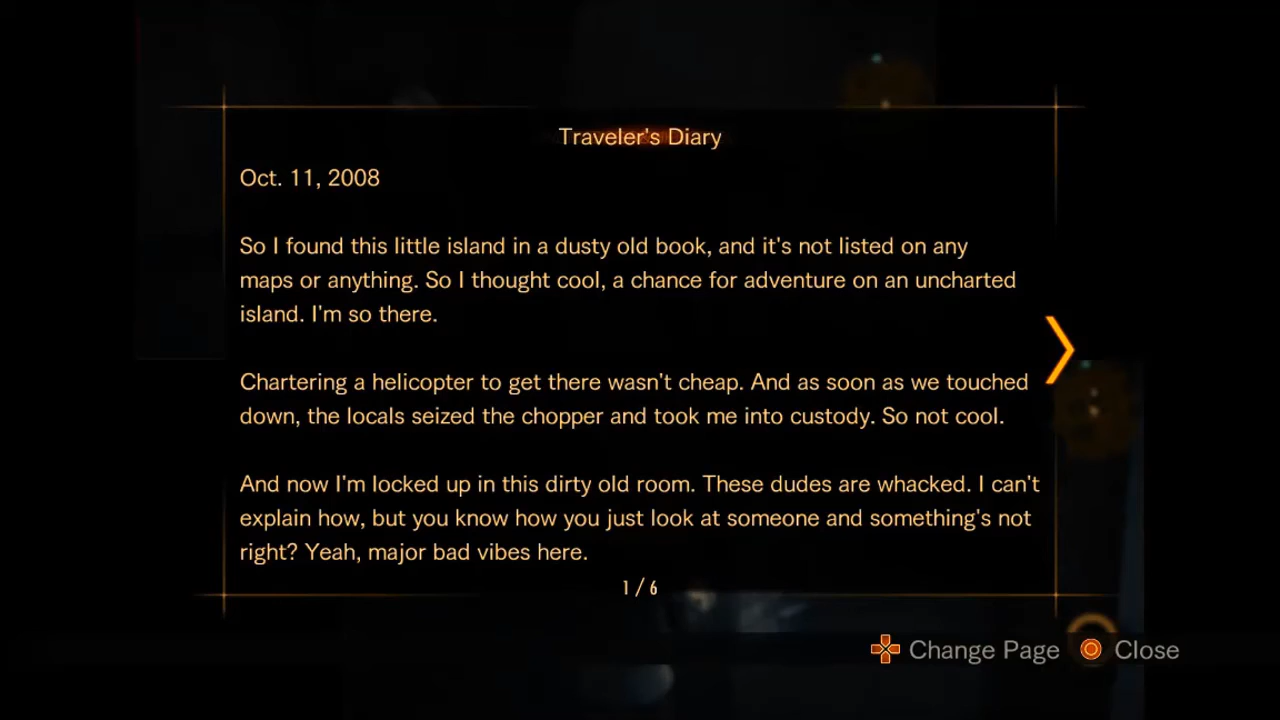 Traveler's Diary
Oct. 11, 2008
So I found this little island in a dusty old book, and it's not listed on any
maps or anything. So I thought cool, a chance for adventure on an uncharted
island. I'm so there.
Chartering a helicopter to get there wasn't cheap. And as soon as we touched
down, the locals seized the chopper and took me into custody. So not cool.
And now I'm locked up in this dirty old room. These dudes are whacked. I can't
explain how, but you know how you just look at someone and something's not
right? Yeah, major bad vibes here.
1 / 6
Change Page Close